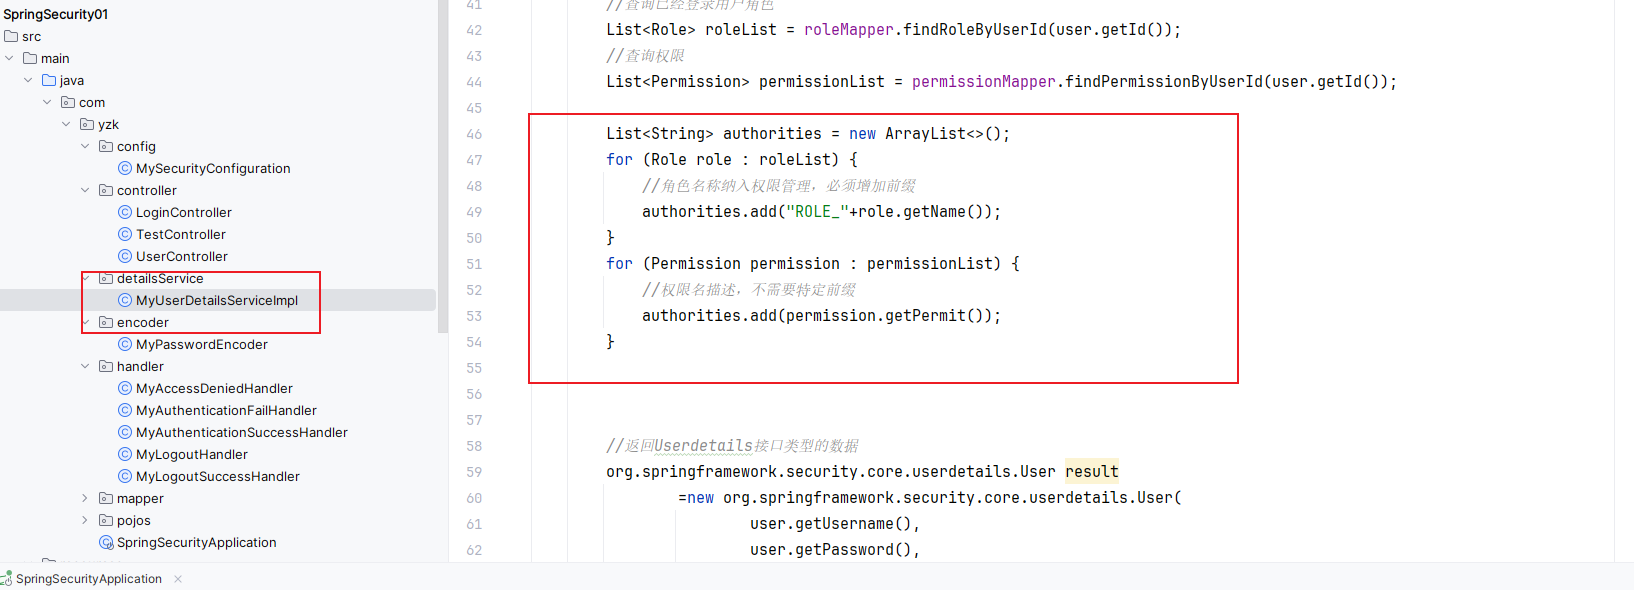 SpringSecurity01
src
main
java
com
yzk
config
MySecurityConfiguration
controller
LoginController
TestController
UserController
detailsService
MyUserDetailsServiceImpl
encoder
MyPasswordEncoder
handler
MyAccessDeniedHandler
MyAuthenticationFailHandler
MyAuthenticationSuccessHandler
MyLogoutHandler
MyLogoutSuccessHandler
mapper
pojos
SpringSecurityApplication
41 //查询已经登录用户角色
42 List<Role> roleList = roleMapper.findRoleByUserId(user.getId());
43 //查询权限
44 List<Permission> permissionList = permissionMapper.findPermissionByUserId(user.getId());
45
46 List<String> authorities = new ArrayList<>();
47 for (Role role : roleList) {
48 //角色名称纳入权限管理，必须增加前缀
49 authorities.add("ROLE_"+role.getName());
50 }
51 for (Permission permission : permissionList) {
52 //权限名描述，不需要特定前缀
53 authorities.add(permission.getPermit());
54 }
55
56
57
58 //返回Userdetails接口类型的数据
59 org.springframework.security.core.userdetails.User result
60 =new org.springframework.security.core.userdetails.User(
61 user.getUsername(),
62 user.getPassword(),
SpringSecurityApplication